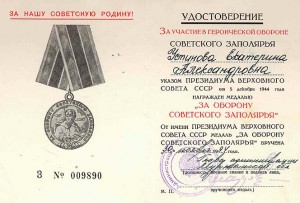 ЗА НАШУ СОВЕТСКУЮ РОДИНУ!
З № 009890
УДОСТОВЕРЕНИЕ
ЗА УЧАСТИЕ В ГЕРОИЧЕСКОЙ ОБОРОНЕ
СОВЕТСКОГО ЗАПОЛЯРЬЯ
Устинова Екатерина
Александровна
УКАЗОМ ПРЕЗИДИУМА ВЕРХОВНОГО
СОВЕТА СССР от 5 декабря 1944 года
НАГРАЖДЕН МЕДАЛЬЮ
„ЗА ОБОРОНУ
СОВЕТСКОГО ЗАПОЛЯРЬЯ"
От имени ПРЕЗИДИУМА ВЕРХОВНОГО
СОВЕТА СССР МЕДАЛЬ „ЗА ОБОРОНУ
СОВЕТСКОГО ЗАПОЛЯРЬЯ" ВРУЧЕНА
М. П.